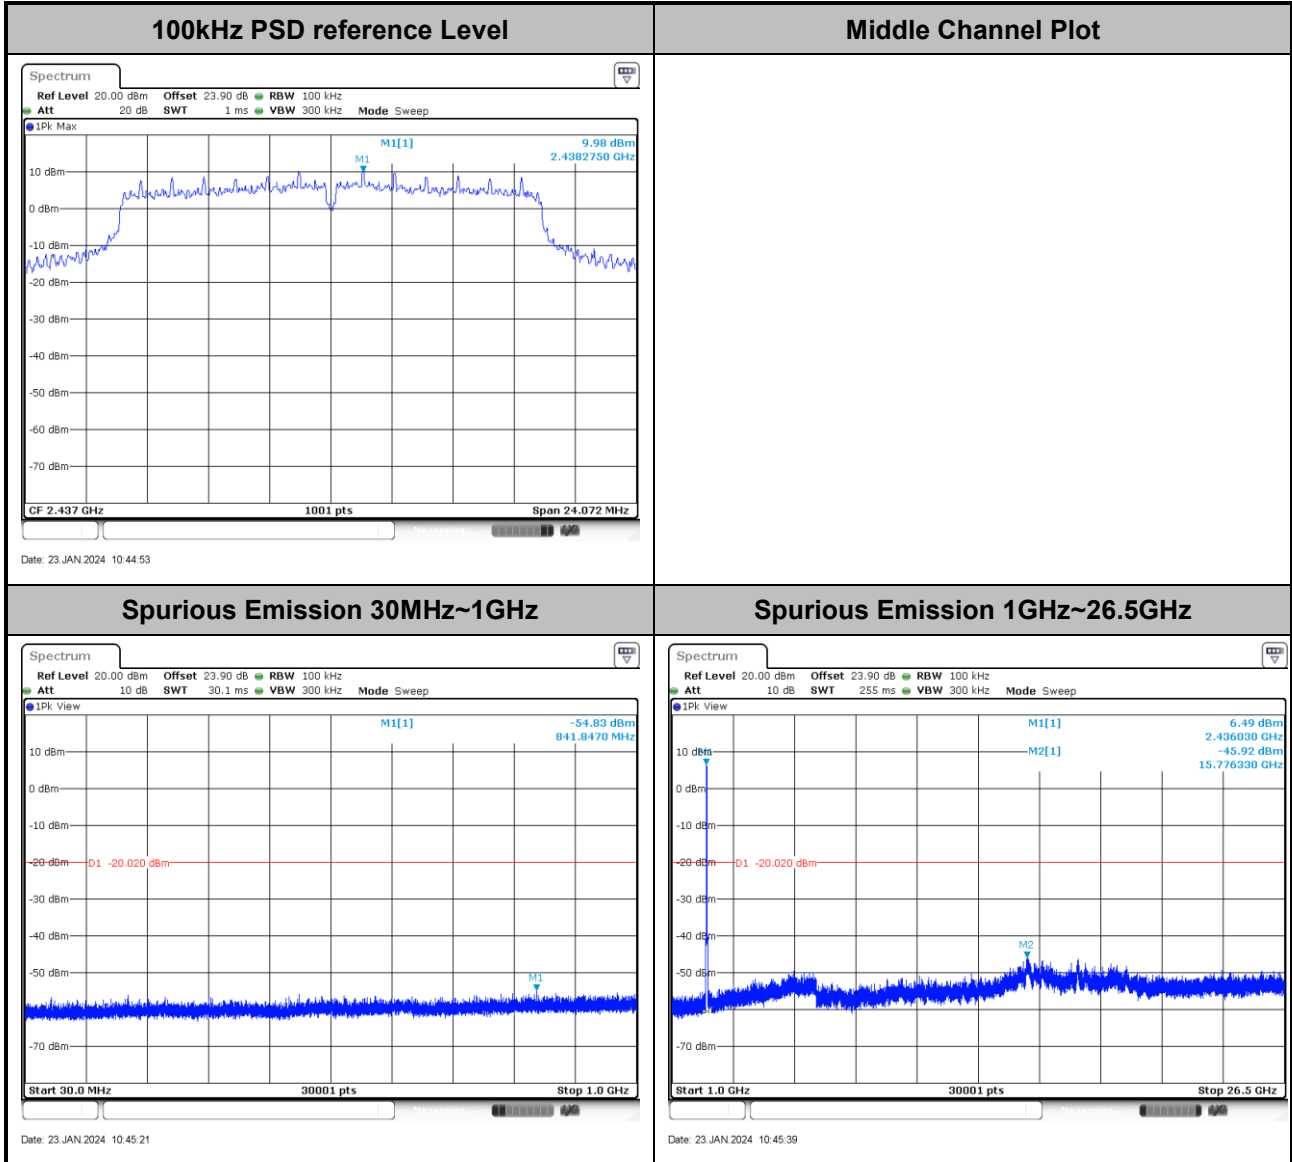 100kHz PSD reference Level
Middle Channel Plot
Spectrum
Ref Level 20.00 dBm Offset 23.90 dB RBW 100 kHz
Att 20 dB SWT 1 ms VBW 300 kHz Mode Sweep
1Pk Max
M1[1] 9.98 dBm
2.4382750 GHz
M1
10 dBm
0 dBm
-10 dBm
-20 dBm
-30 dBm
-40 dBm
-50 dBm
-60 dBm
-70 dBm
CF 2.437 GHz 1001 pts Span 24.072 MHz
Date: 23.JAN.2024 10:44:53
Spurious Emission 30MHz~1GHz
Spurious Emission 1GHz~26.5GHz
Spectrum
Ref Level 20.00 dBm Offset 23.90 dB RBW 100 kHz
Att 10 dB SWT 30.1 ms VBW 300 kHz Mode Sweep
1Pk View
M1[1] -54.83 dBm
841.8470 MHz
10 dBm
0 dBm
-10 dBm
-20 dBm D1 -20.020 dBm
-30 dBm
-40 dBm
-50 dBm
M1
-70 dBm
Start 30.0 MHz 30001 pts Stop 1.0 GHz
Date: 23.JAN.2024 10:45:21
Spectrum
Ref Level 20.00 dBm Offset 23.90 dB RBW 100 kHz
Att 10 dB SWT 255 ms VBW 300 kHz Mode Sweep
1Pk View
M1[1] 6.49 dBm
2.436030 GHz
10 dBm M2[1] -45.92 dBm
15.776330 GHz
0 dBm
-10 dBm
-20 dBm D1 -20.020 dBm
-30 dBm
-40 dBm
M2
-50 dBm
-70 dBm
Start 1.0 GHz 30001 pts Stop 26.5 GHz
Date: 23.JAN.2024 10:45:39